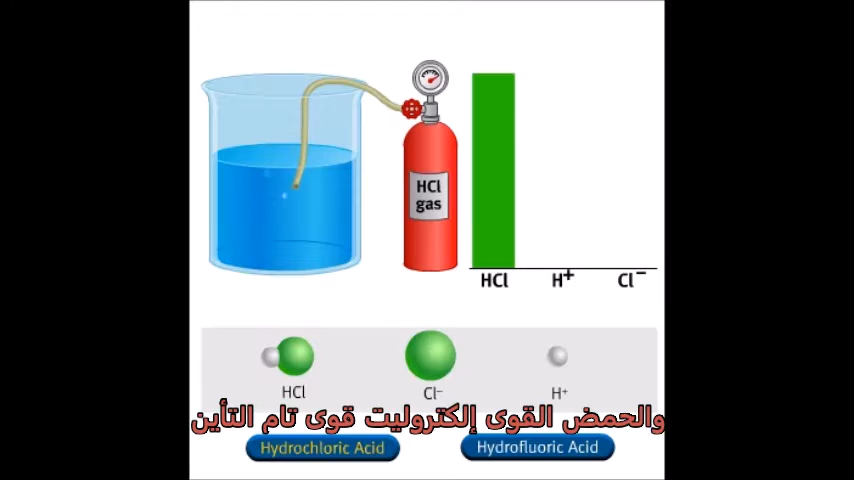 HCl
gas
HCl H⁺ Cl⁻
HCl Cl⁻ H⁺
والحمض القوى إلكتروليت قوى تام التأين
Hydrochloric Acid Hydrofluoric Acid